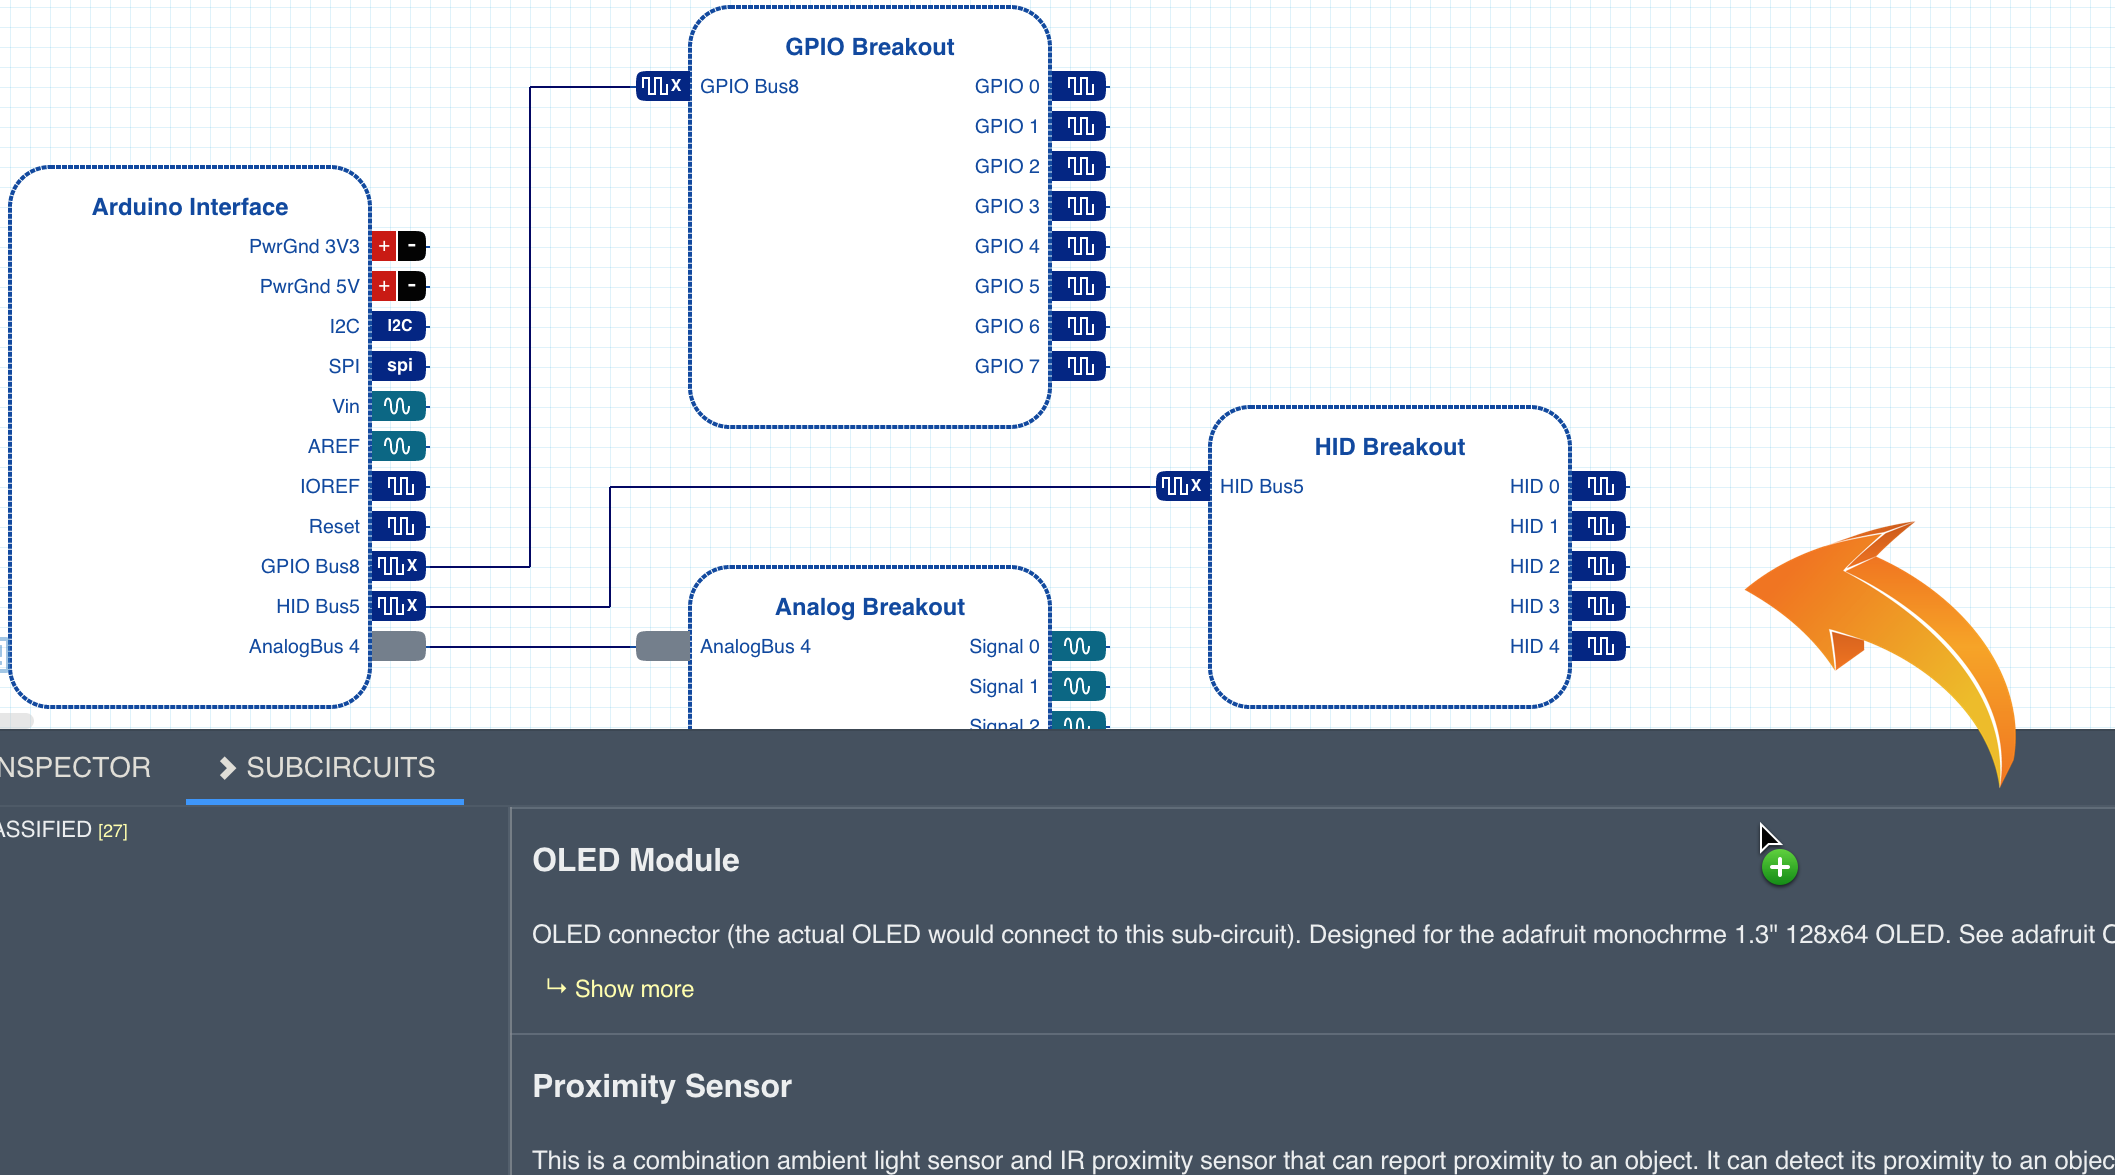 GPIO Breakout
GPIO Bus8
GPIO 0
GPIO 1
GPIO 2
GPIO 3
GPIO 4
GPIO 5
GPIO 6
GPIO 7
X
Arduino Interface
PwrGnd 3V3 + -
PwrGnd 5V + -
I2C I2C
SPI spi
Vin
AREF
IOREF
Reset
GPIO Bus8 X
HID Bus5 X
AnalogBus 4
HID Breakout
X HID Bus5
HID 0
HID 1
HID 2
HID 3
HID 4
Analog Breakout
AnalogBus 4
Signal 0
Signal 1
Signal 2
NSPECTOR
SUBCIRCUITS
ASSIFIED [27]
OLED Module
OLED connector (the actual OLED would connect to this sub-circuit). Designed for the adafruit monochrme 1.3" 128x64 OLED. See adafruit
Show more
Proximity Sensor
This is a combination ambient light sensor and IR proximity sensor that can report proximity to an object. It can detect its proximity to an objec